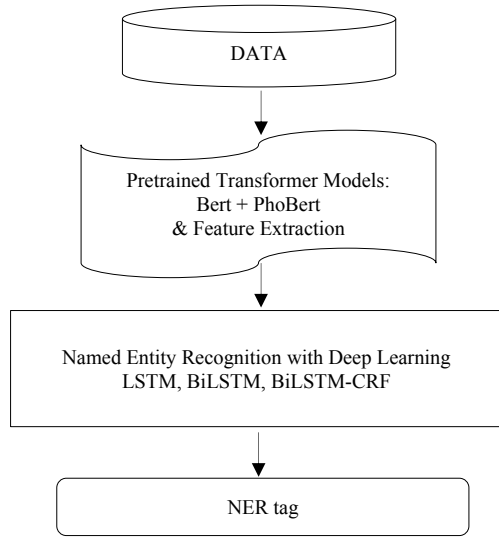 DATA
Pretrained Transformer Models:
Bert + PhoBert
& Feature Extraction
Named Entity Recognition with Deep Learning
LSTM, BiLSTM, BiLSTM-CRF
NER tag